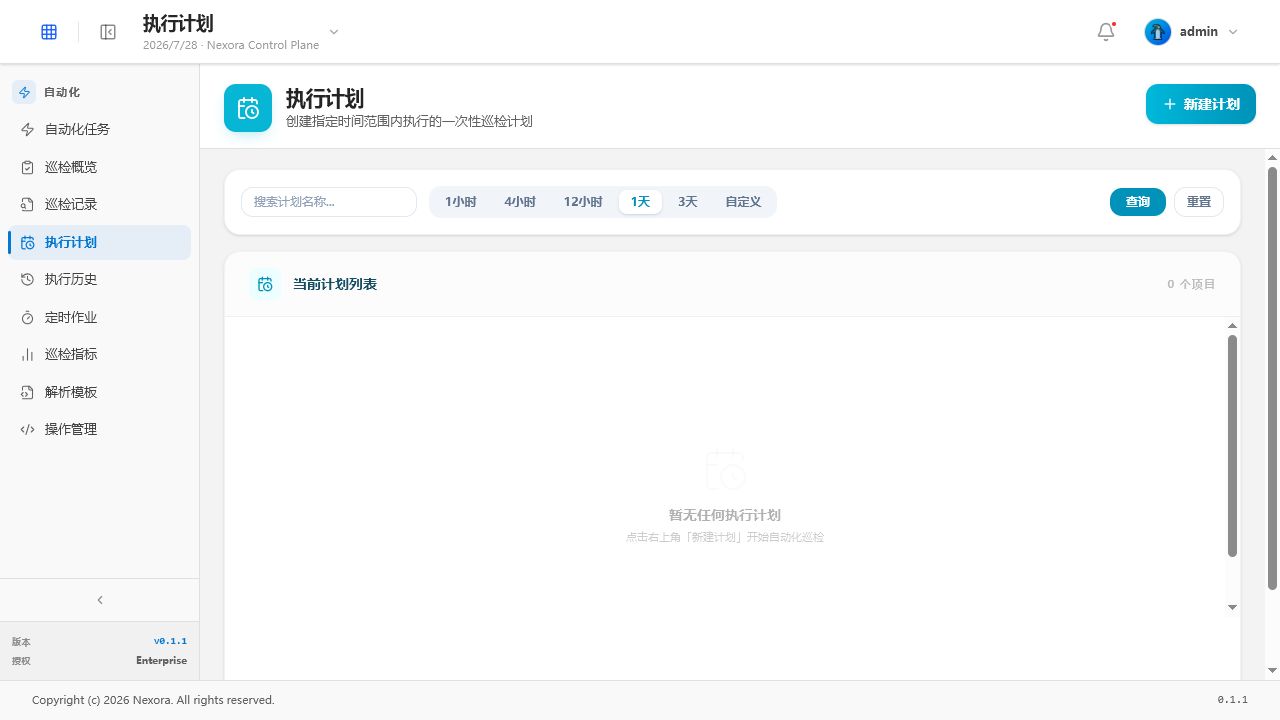 执行计划
2026/7/28 · Nexora Control Plane
admin
自动化
自动化任务
巡检概览
巡检记录
执行计划
执行历史
定时作业
巡检指标
解析模板
操作管理
版本 v0.1.1
授权 Enterprise
执行计划
创建指定时间范围内执行的一次性巡检计划
新建计划
搜索计划名称...
1小时 4小时 12小时 1天 3天 自定义
查询 重置
当前计划列表
0 个项目
暂无任何执行计划
点击右上角「新建计划」开始自动化巡检
Copyright (c) 2026 Nexora. All rights reserved.
0.1.1